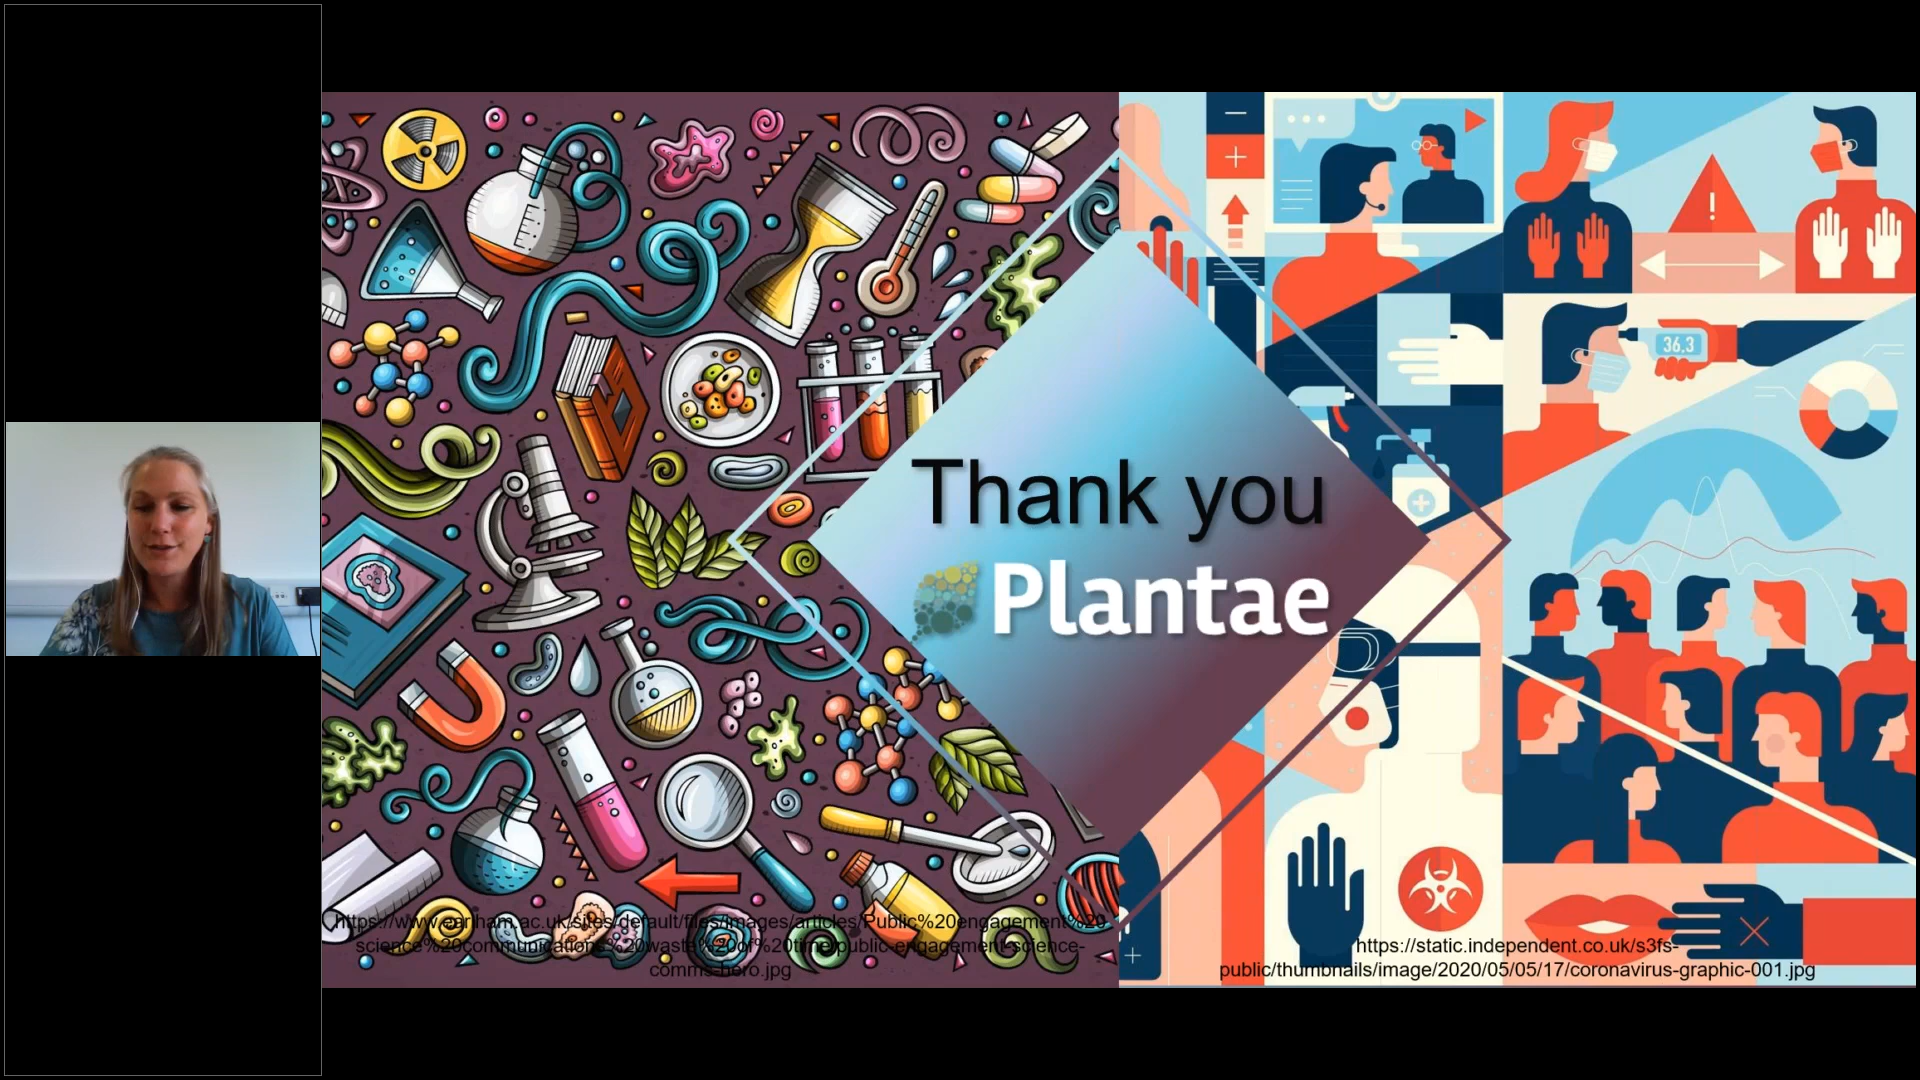 36,3
Thank you
Plantae
https://www.earlham.ac.uk/sites/default/files/images/articles/Public%20engagement%20
science%20communications%20waste%20of%20time/public-engagement-science-
comms-hero.jpg
https://static.independent.co.uk/s3fs-
public/thumbnails/image/2020/05/05/17/coronavirus-graphic-001.jpg